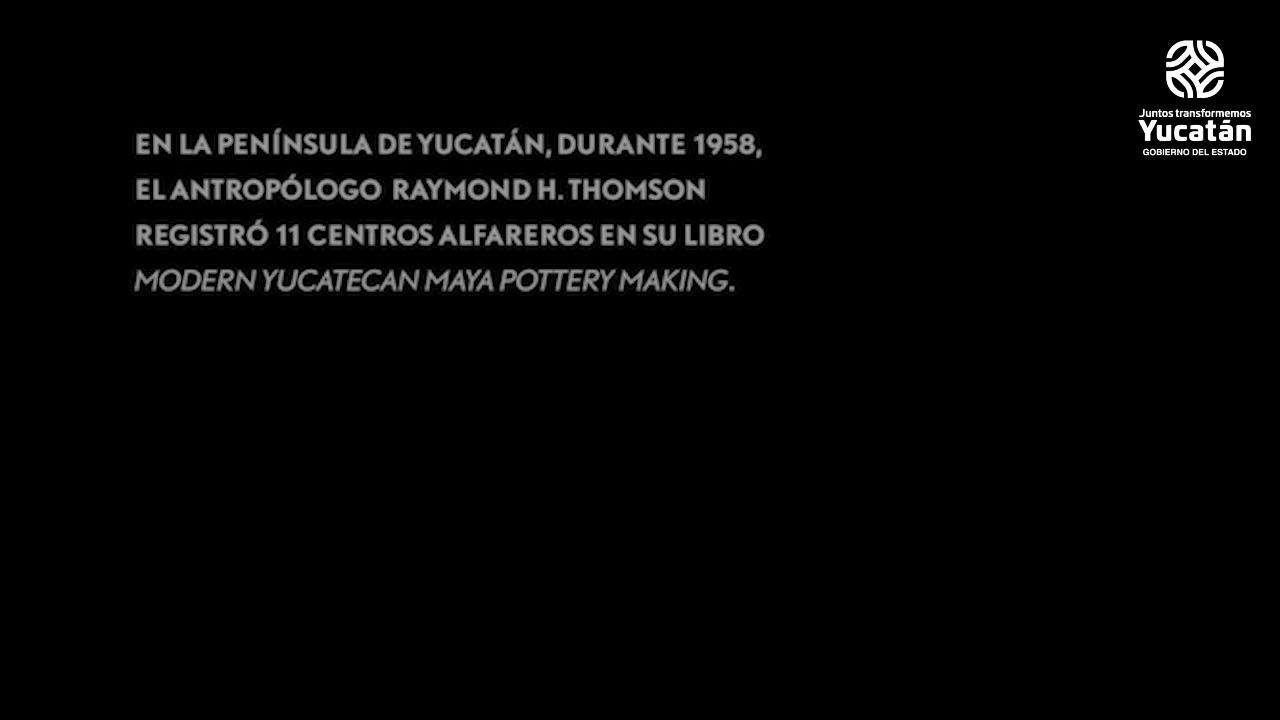 EN LA PENÍNSULA DE YUCATÁN, DURANTE 1958,
EL ANTROPÓLOGO RAYMOND H. THOMSON
REGISTRÓ 11 CENTROS ALFAREROS EN SU LIBRO
MODERN YUCATECAN MAYA POTTERY MAKING.
Juntos transformemos
Yucatán
GOBIERNO DEL ESTADO